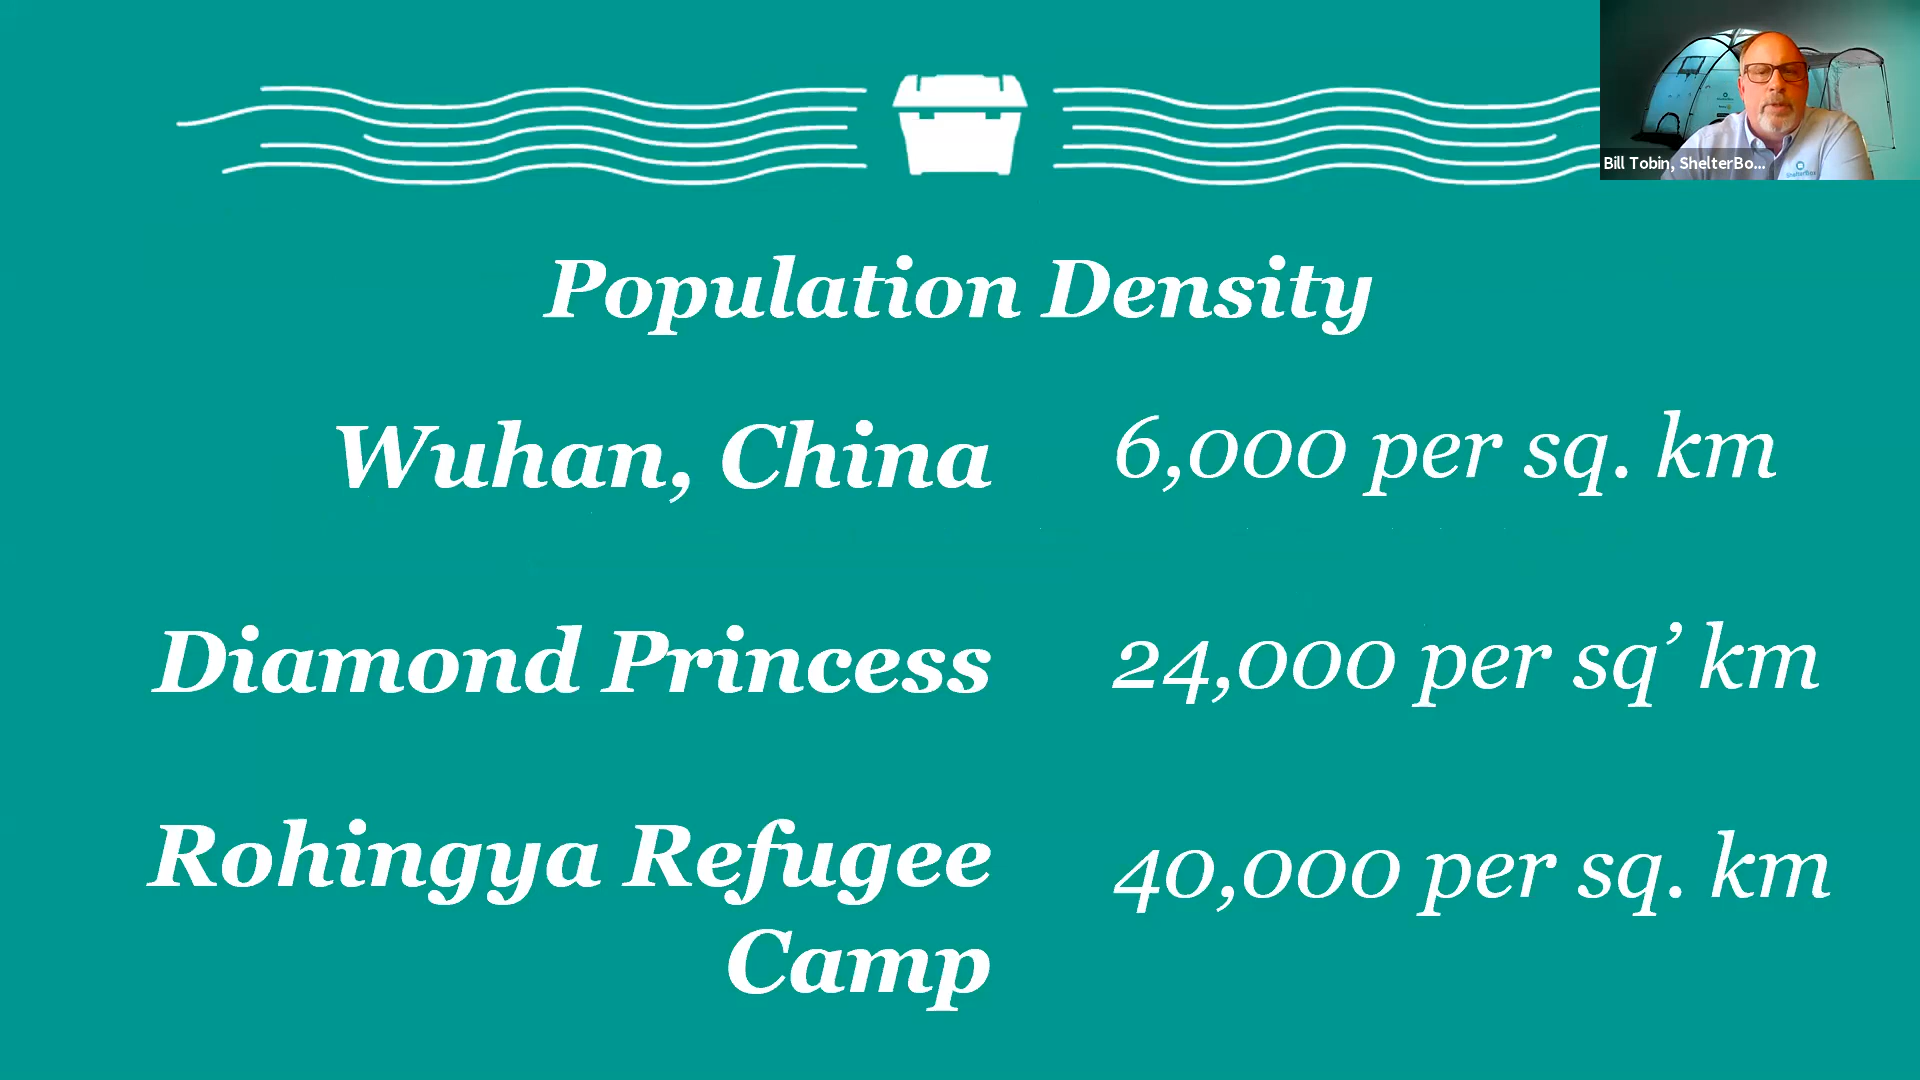 Population Density
Wuhan, China 6,000 per sq. km
Diamond Princess 24,000 per sq’ km
Rohingya Refugee 40,000 per sq. km
Camp
Bill Tobin, ShelterBo...
ShelterBox